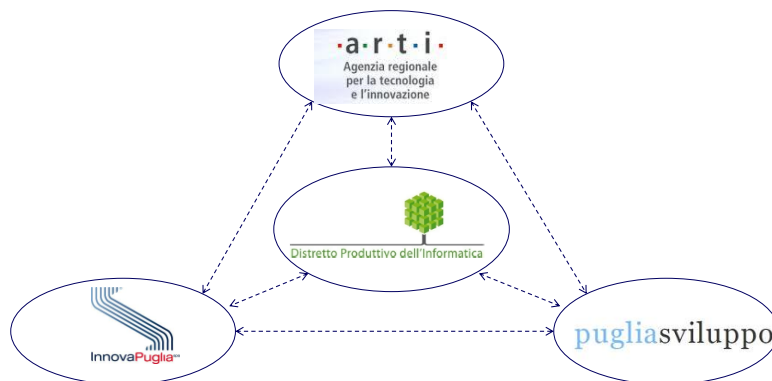 ·a·r·t·i·
Agenzia regionale
per la tecnologia
e l'innovazione
Distretto Produttivo dell'Informatica
InnovaPuglia
pugliasviluppo